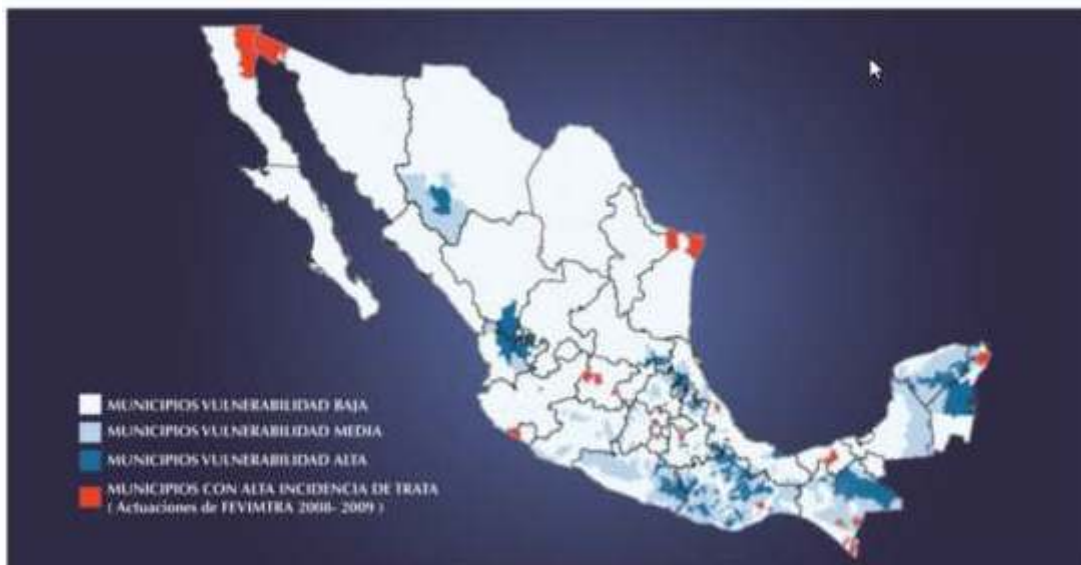 MUNICIPIOS VULNERABILIDAD BAJA
MUNICIPIOS VULNERABILIDAD MEDIA
MUNICIPIOS VULNERABILIDAD ALTA
MUNICIPIOS CON ALTA INCIDENCIA DE TRATA
( Actuaciones de FEVIMTRA 2008- 2009 )